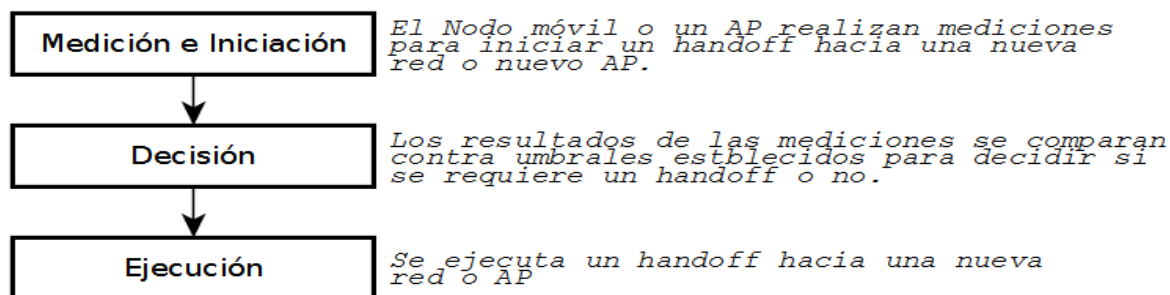 Medición e Iniciación
El Nodo móvil o un AP realizan mediciones
para iniciar un handoff hacia una nueva
red o nuevo AP.
Decisión
Los resultados de las mediciones se comparan
contra umbrales estblecidos para decidir si
se requiere un handoff o no.
Ejecución
Se ejecuta un handoff hacia una nueva
red o AP